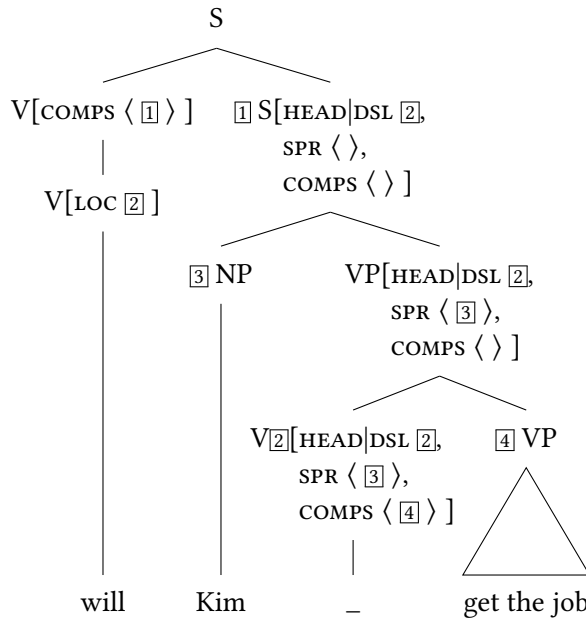 S
V[COMPS ⟨ 1 ⟩ ] 1 S[HEAD|DSL 2,
SPR ⟨ ⟩,
COMPS ⟨ ⟩ ]
V[LOC 2 ]
3 NP VP[HEAD|DSL 2,
SPR ⟨ 3 ⟩,
COMPS ⟨ ⟩ ]
V2[HEAD|DSL 2, 4 VP
SPR ⟨ 3 ⟩,
COMPS ⟨ 4 ⟩ ]
will Kim _ get the job